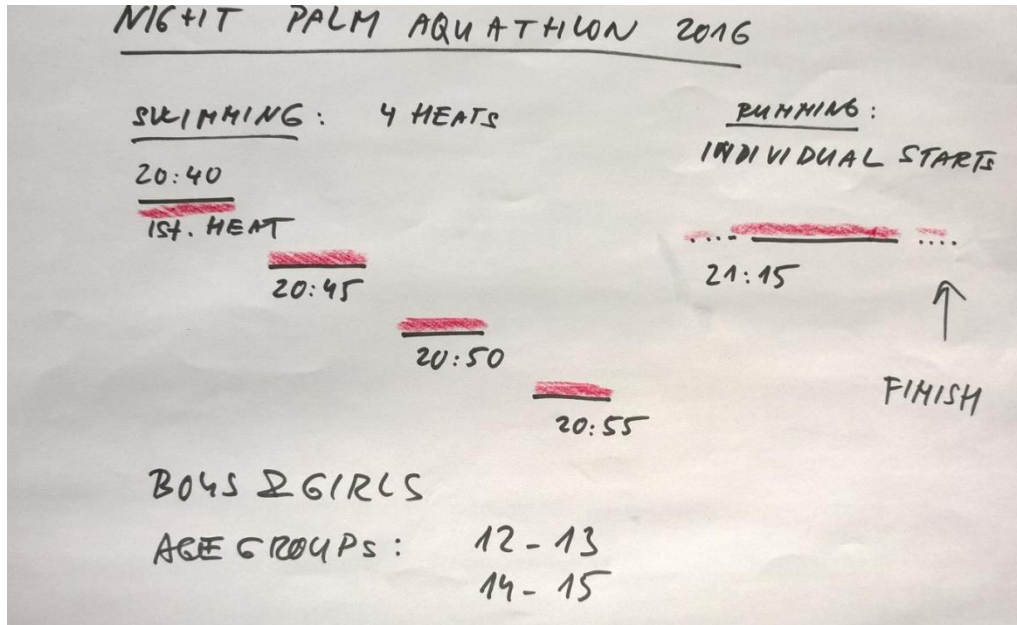 NIGHT PALM AQUATHLON 2016
SWIMMING: 4 HEATS
20:40
1st. HEAT
20:45
20:50
20:55
RUNNING:
INDIVIDUAL STARTS
21:15
FINISH
BOYS & GIRLS
AGE GROUPS: 12-13
14-15